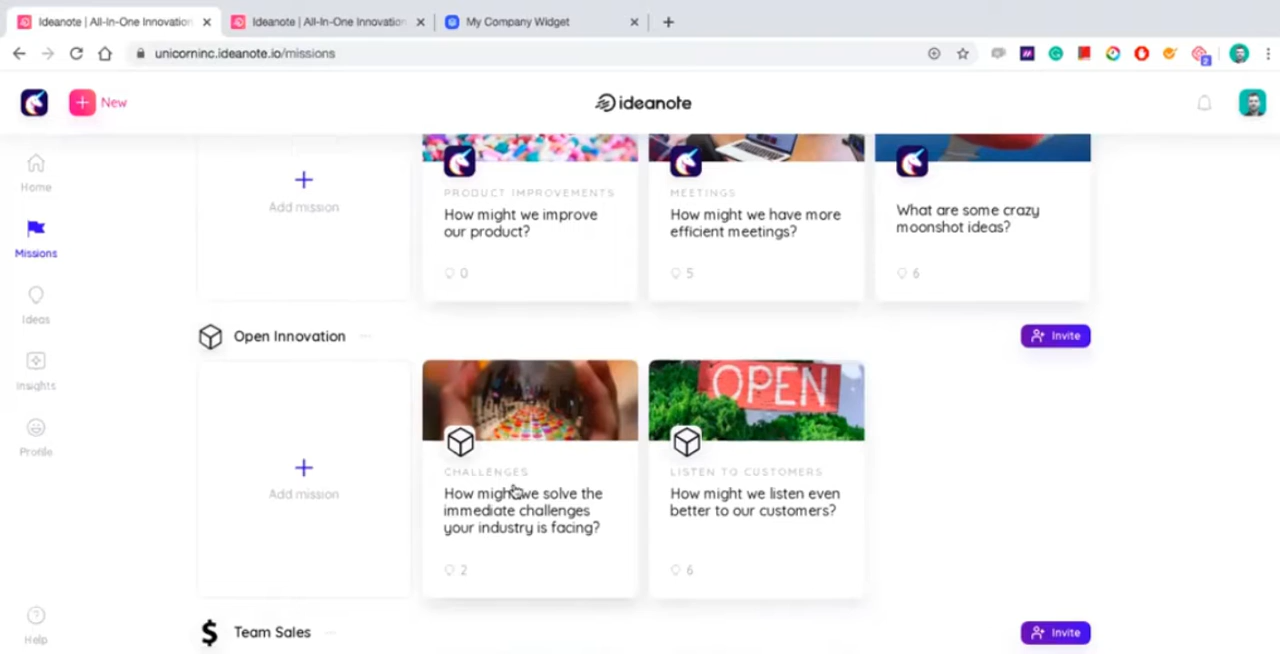 Ideanote | All-In-One Innovation
Ideanote | All-In-One Innovation
My Company Widget
unicorninc.ideanote.io/missions
2
New
ideanote
Home
Missions
Ideas
Insights
Profile
Help
Add mission
PRODUCT IMPROVEMENTS
How might we improve
our product?
0
MEETINGS
How might we have more
efficient meetings?
5
What are some crazy
moonshot ideas?
6
Open Innovation
Invite
Add mission
CHALLENGES
How might we solve the
immediate challenges
your industry is facing?
2
OPEN
LISTEN TO CUSTOMERS
How might we listen even
better to our customers?
6
$ Team Sales
Invite